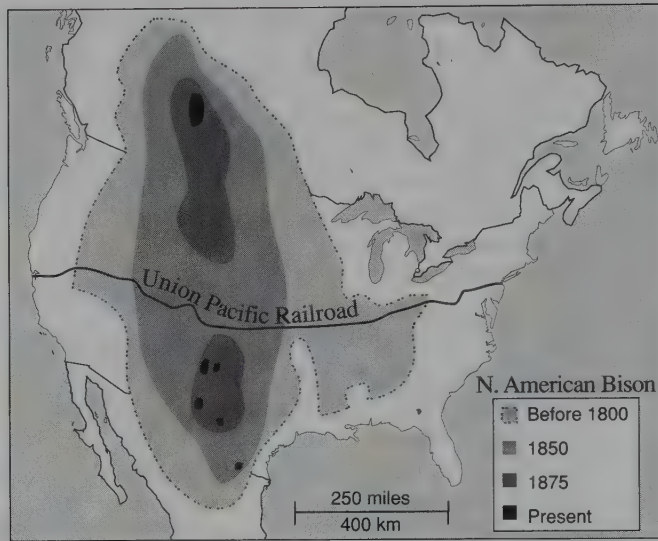 Union Pacific Railroad
N. American Bison
Before 1800
1850
1875
Present
250 miles
400 km